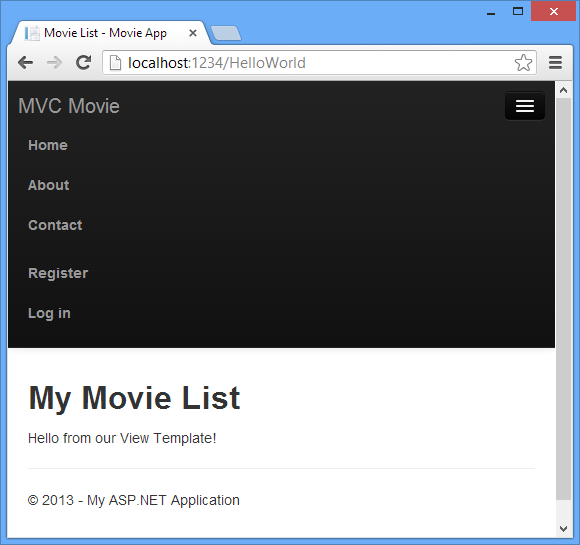 Movie List - Movie App
localhost:1234/HelloWorld
MVC Movie
Home
About
Contact
Register
Log in
My Movie List
Hello from our View Template!
© 2013 - My ASP.NET Application